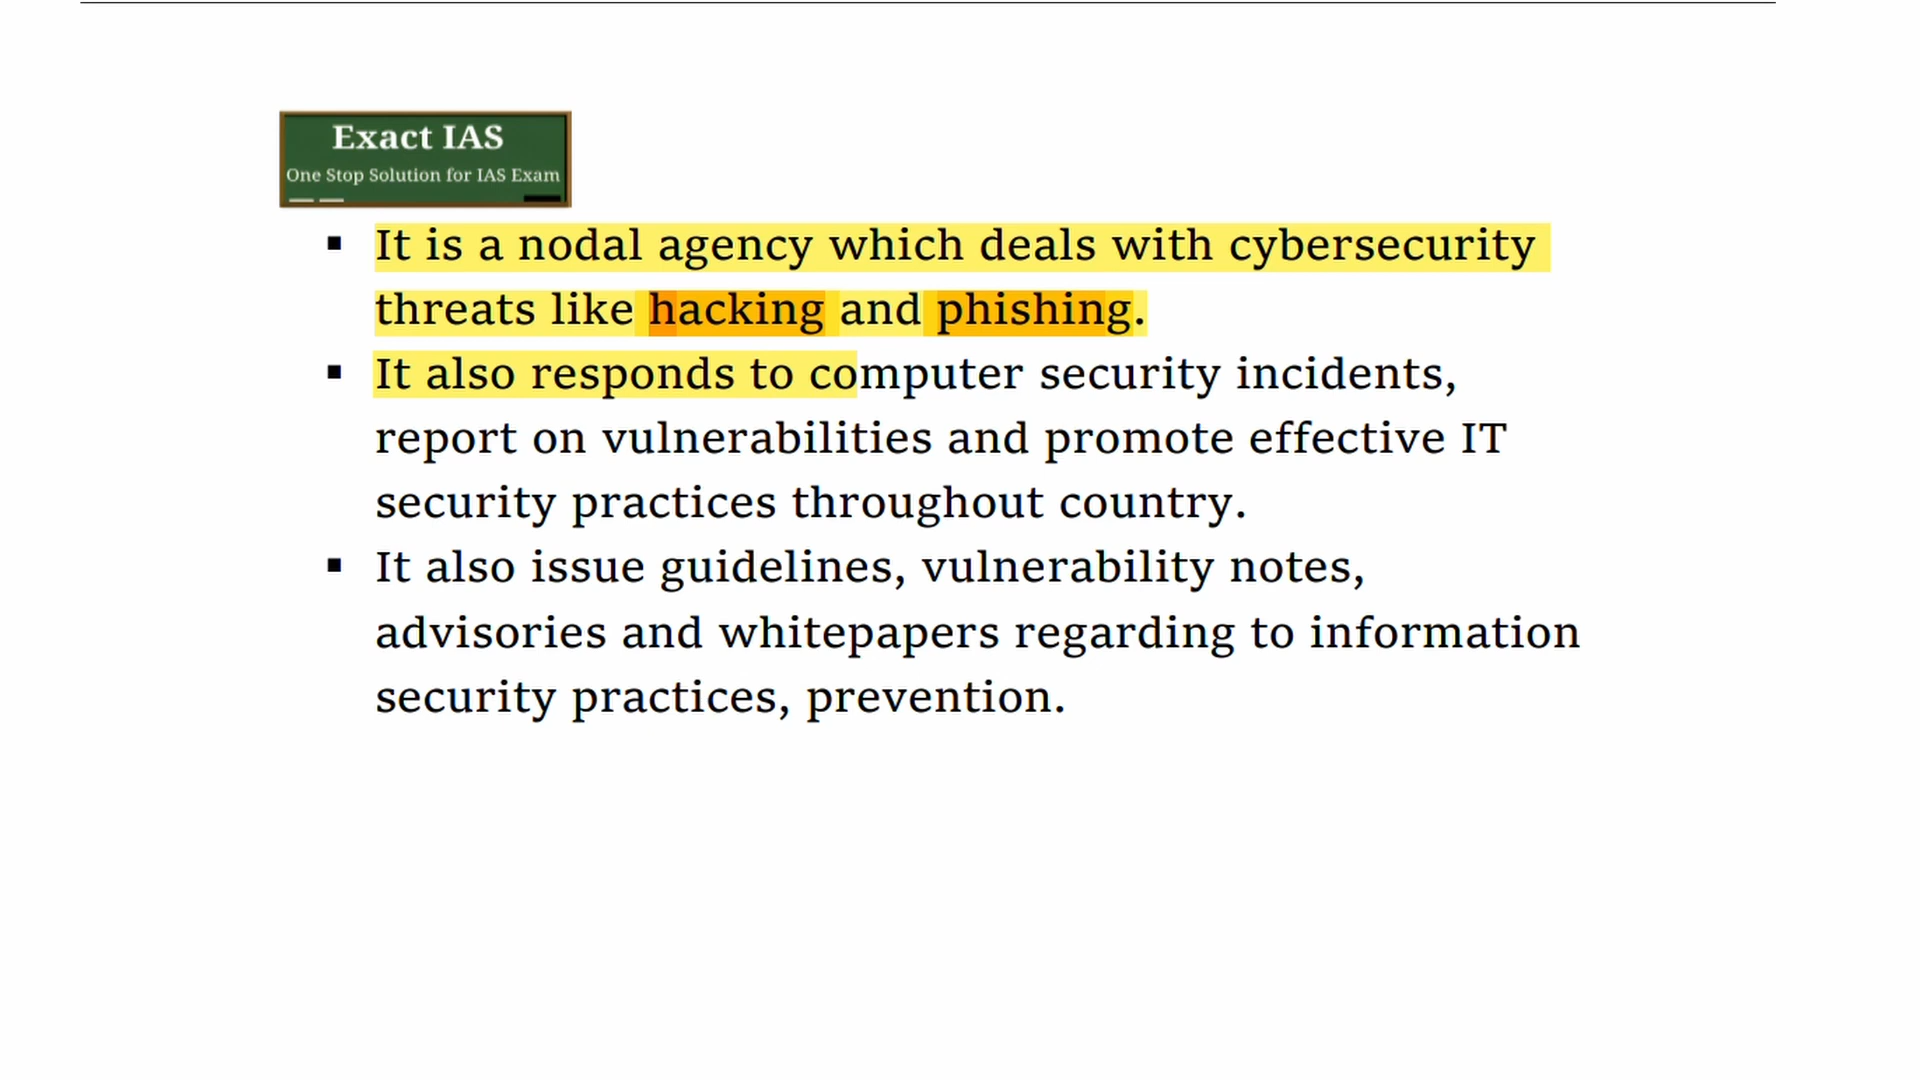 Exact IAS
One Stop Solution for IAS Exam
▪ It is a nodal agency which deals with cybersecurity
threats like hacking and phishing.
▪ It also responds to computer security incidents,
report on vulnerabilities and promote effective IT
security practices throughout country.
▪ It also issue guidelines, vulnerability notes,
advisories and whitepapers regarding to information
security practices, prevention.